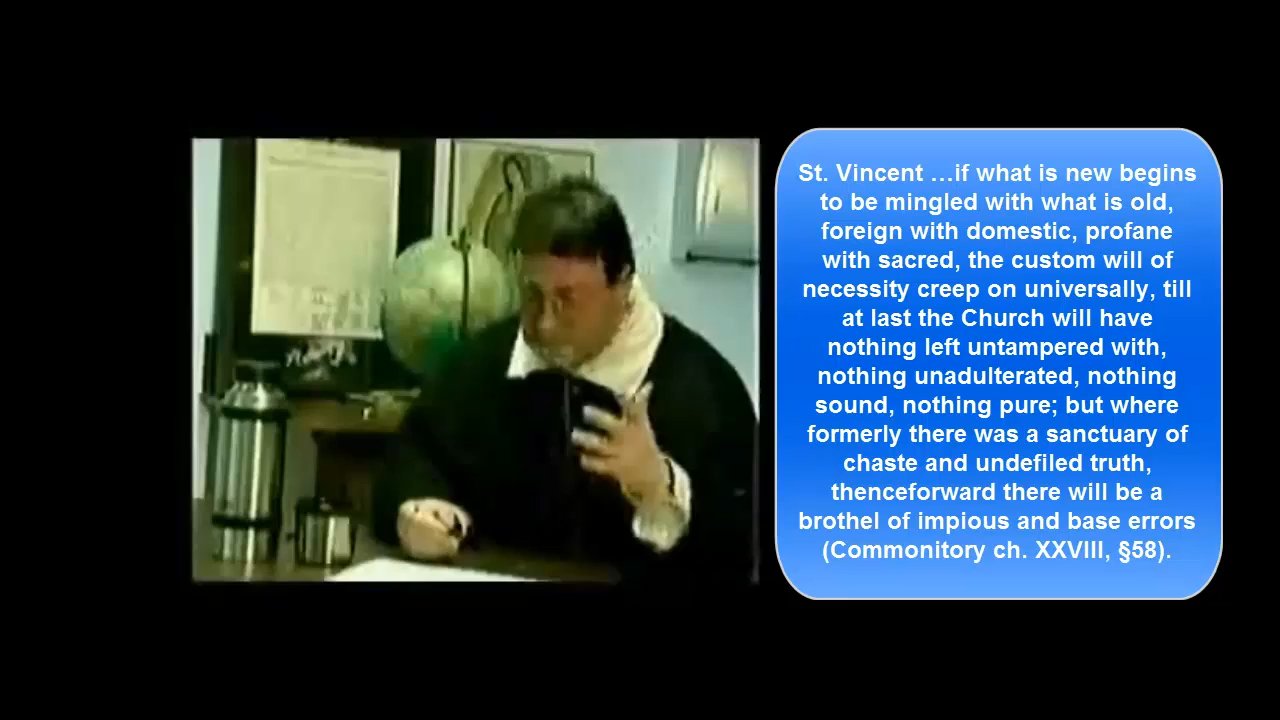 St. Vincent …if what is new begins
to be mingled with what is old,
foreign with domestic, profane
with sacred, the custom will of
necessity creep on universally, till
at last the Church will have
nothing left untampered with,
nothing unadulterated, nothing
sound, nothing pure; but where
formerly there was a sanctuary of
chaste and undefiled truth,
thenceforward there will be a
brothel of impious and base errors
(Commonitory ch. XXVIII, §58).